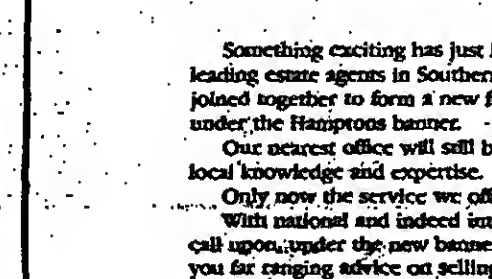 Something exciting has just
leading estate agents in Southern
joined together to form a new
under the Hamptons banner.
Our nearest office will still
local knowledge and expertise.
Only now the service we
With national and indeed
call upon, under the new banner
you far ranging advice on selling